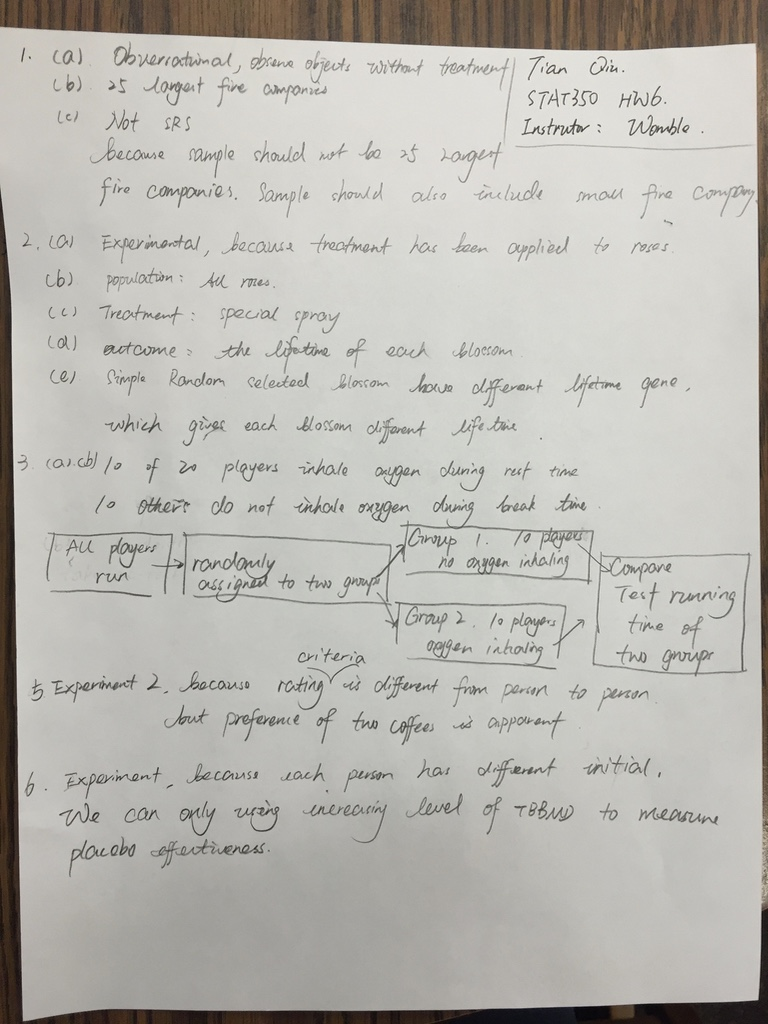 1. (a) Observational, observe objects without treatment
(b) 25 largest fire companies
(c) Not SRS
because sample should not be 25 Largest
fire companies. Sample should also include small fire company.
Tian Qiu.
STAT350 HW6.
Instrutor: Womble.
2. (a) Experimental, because treatment has been applied to roses.
(b) population: All roses.
(c) Treatment: special spray
(d) outcome: the lifetime of each blossom.
(e) Simple Random selected blossom have different lifetime gene,
which gives each blossom different lifetime
3. (a).(b) 10 of 20 players inhale oxygen during rest time
10 others do not inhale oxygen during break time.
All players
run
randomly
assigned to two groups
Group 1. 10 players
no oxygen inhaling
Group 2. 10 players
oxygen inhaling
Compare
Test running
time of
two groups
criteria
5. Experiment 2, because rating is different from person to person
but preference of two coffees is apparent.
6. Experiment, because each person has different initial.
We can only using increasing level of TBBMD to measure
placebo effectiveness.